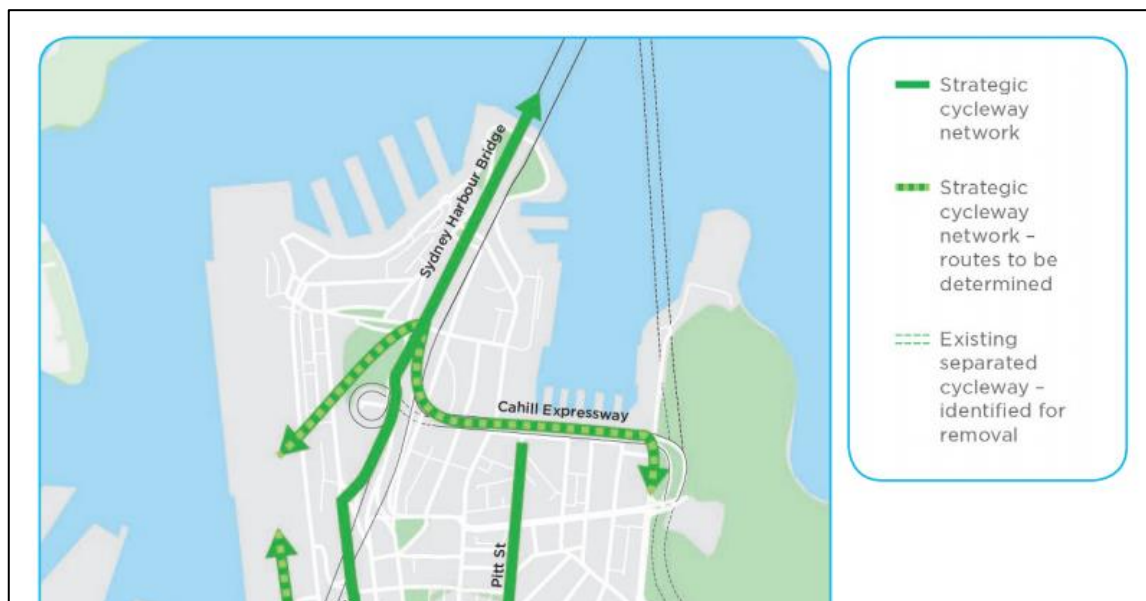 Sydney Harbour Bridge
Cahill Expressway
Pitt St
Strategic
cycleway
network
Strategic
cycleway
network –
routes to be
determined
Existing
separated
cycleway –
identified for
removal